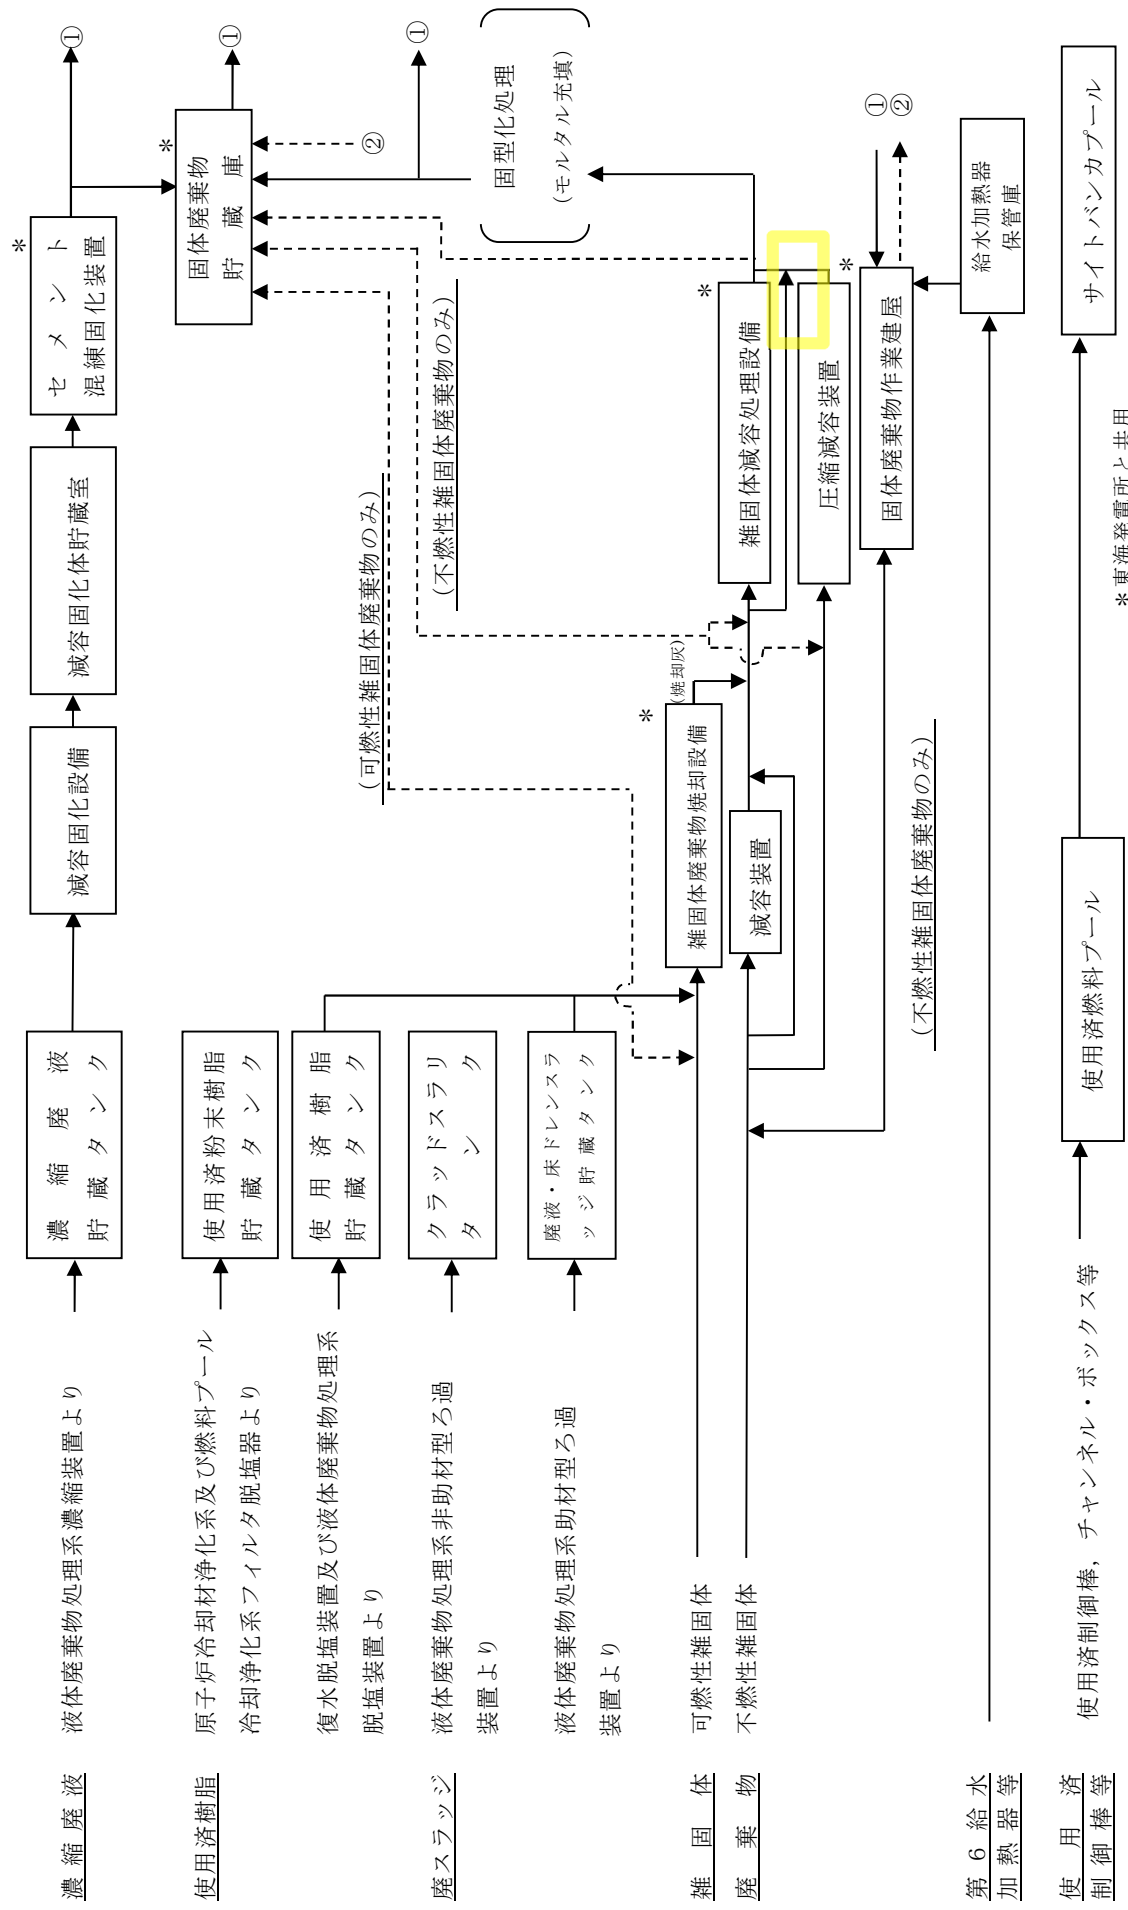 濃縮廃液
液体廃棄物処理系濃縮装置より
濃縮廃液
貯蔵タンク
減容固化設備
減容固化体貯蔵室
＊
セメント
混練固化装置
①
使用済樹脂
原子炉冷却材浄化系及び燃料プール
冷却浄化系フィルタ脱塩器より
使用済粉末樹脂
貯蔵タンク
復水脱塩装置及び液体廃棄物処理系
脱塩装置より
使用済樹脂
貯蔵タンク
＊
固体廃棄物
貯蔵庫
①
②
①
廃スラッジ
液体廃棄物処理系非助材型ろ過
装置より
クラッドスラリ
タンク
液体廃棄物処理系助材型ろ過
装置より
廃液・床ドレンスラ
ッジ貯蔵タンク
(可燃性雑固体廃棄物のみ)
(不燃性雑固体廃棄物のみ)
固型化処理
(モルタル充填)
雑固体
廃棄物
可燃性雑固体
不燃性雑固体
＊
雑固体廃棄物焼却設備
(焼却灰)
減容装置
＊
雑固体減容処理設備
圧縮減容装置
＊
固体廃棄物作業建屋
①
②
(不燃性雑固体廃棄物のみ)
第６給水
加熱器等
給水加熱器
保管庫
使用済
制御棒等
使用済制御棒，チャンネル・ボックス等
使用済燃料プール
サイトバンカプール
＊東海発電所と共用